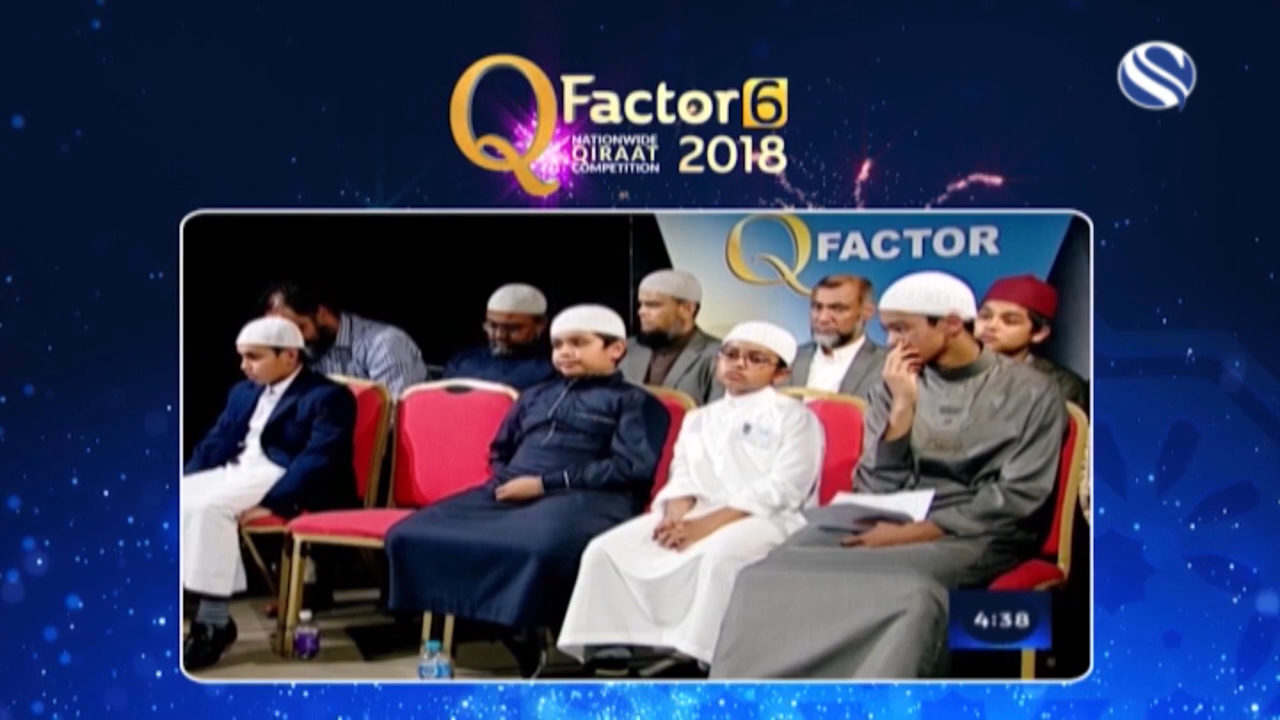 Q Factor 6
NATIONWIDE
QIRAAT
COMPETITION
2018
Q FACTOR
4:38